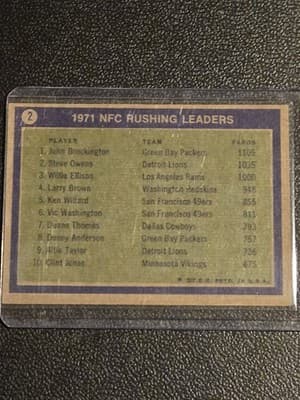 2
1971 NFC RUSHING LEADERS
PLAYER TEAM YARDS
1. John Brockington Green Bay Packers 1105
2. Steve Owens Detroit Lions 1035
3. Willie Ellison Los Angeles Rams 1000
4. Larry Brown Washington Redskins 948
5. Ken Willard San Francisco 49ers 855
6. Vic Washington San Francisco 49ers 811
7. Duane Thomas Dallas Cowboys 793
8. Donny Anderson Green Bay Packers 757
9. Altie Taylor Detroit Lions 736
10. Clint Jones Minnesota Vikings 675
© T.C.G. PRTD. IN U.S.A.